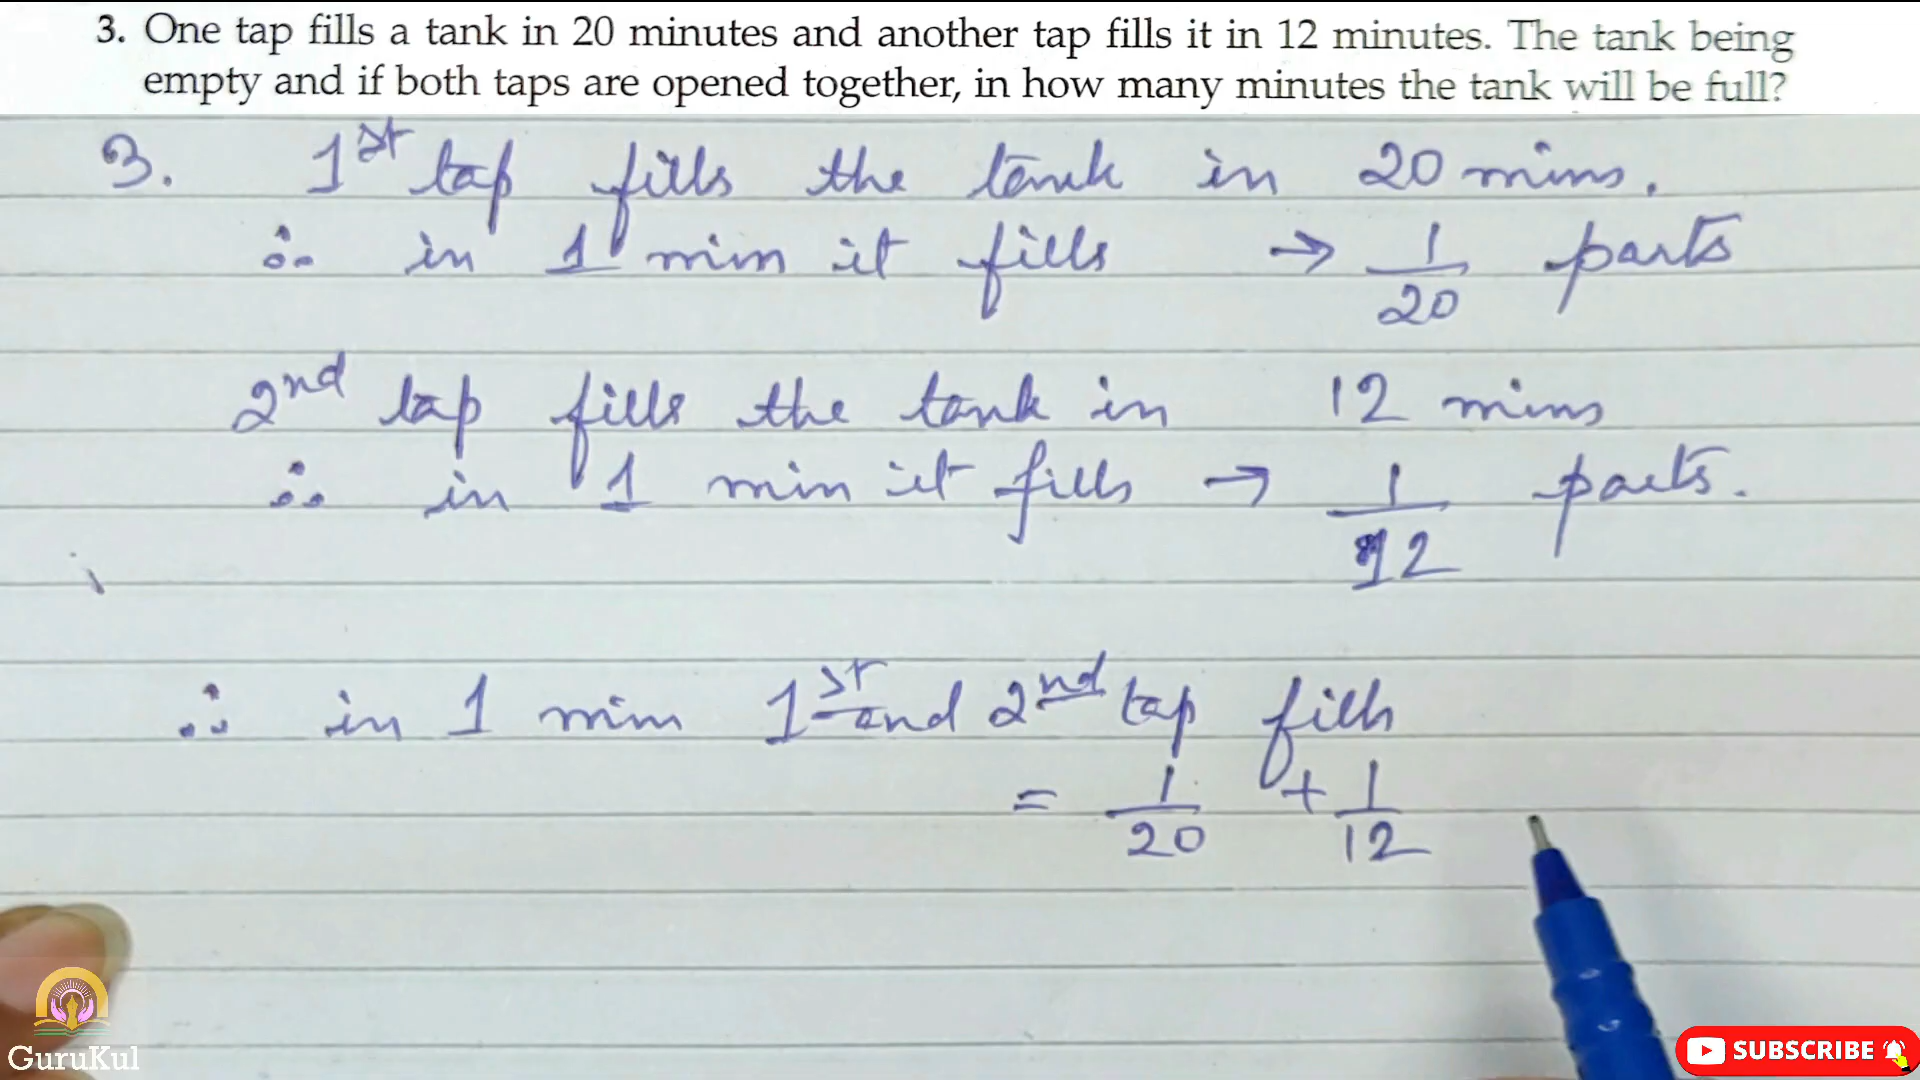 3. One tap fills a tank in 20 minutes and another tap fills it in 12 minutes. The tank being
empty and if both taps are opened together, in how many minutes the tank will be full?
3. 1st tap fills the tank in 20 mins.
∴ in 1 min it fills → 1/20 parts
2nd tap fills the tank in 12 mins
∴ in 1 min it fills → 1/12 parts.
∴ in 1 min 1st and 2nd tap fills
= 1/20 + 1/12
GuruKul
SUBSCRIBE